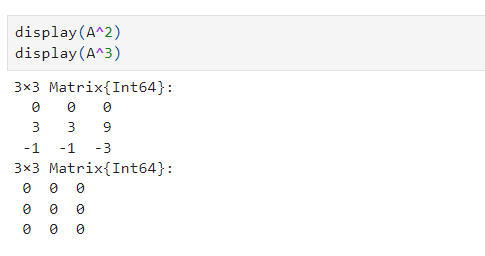 display(A^2)
display(A^3)
3×3 Matrix{Int64}:
  0   0   0
  3   3   9
 -1  -1  -3
3×3 Matrix{Int64}:
 0  0  0
 0  0  0
 0  0  0